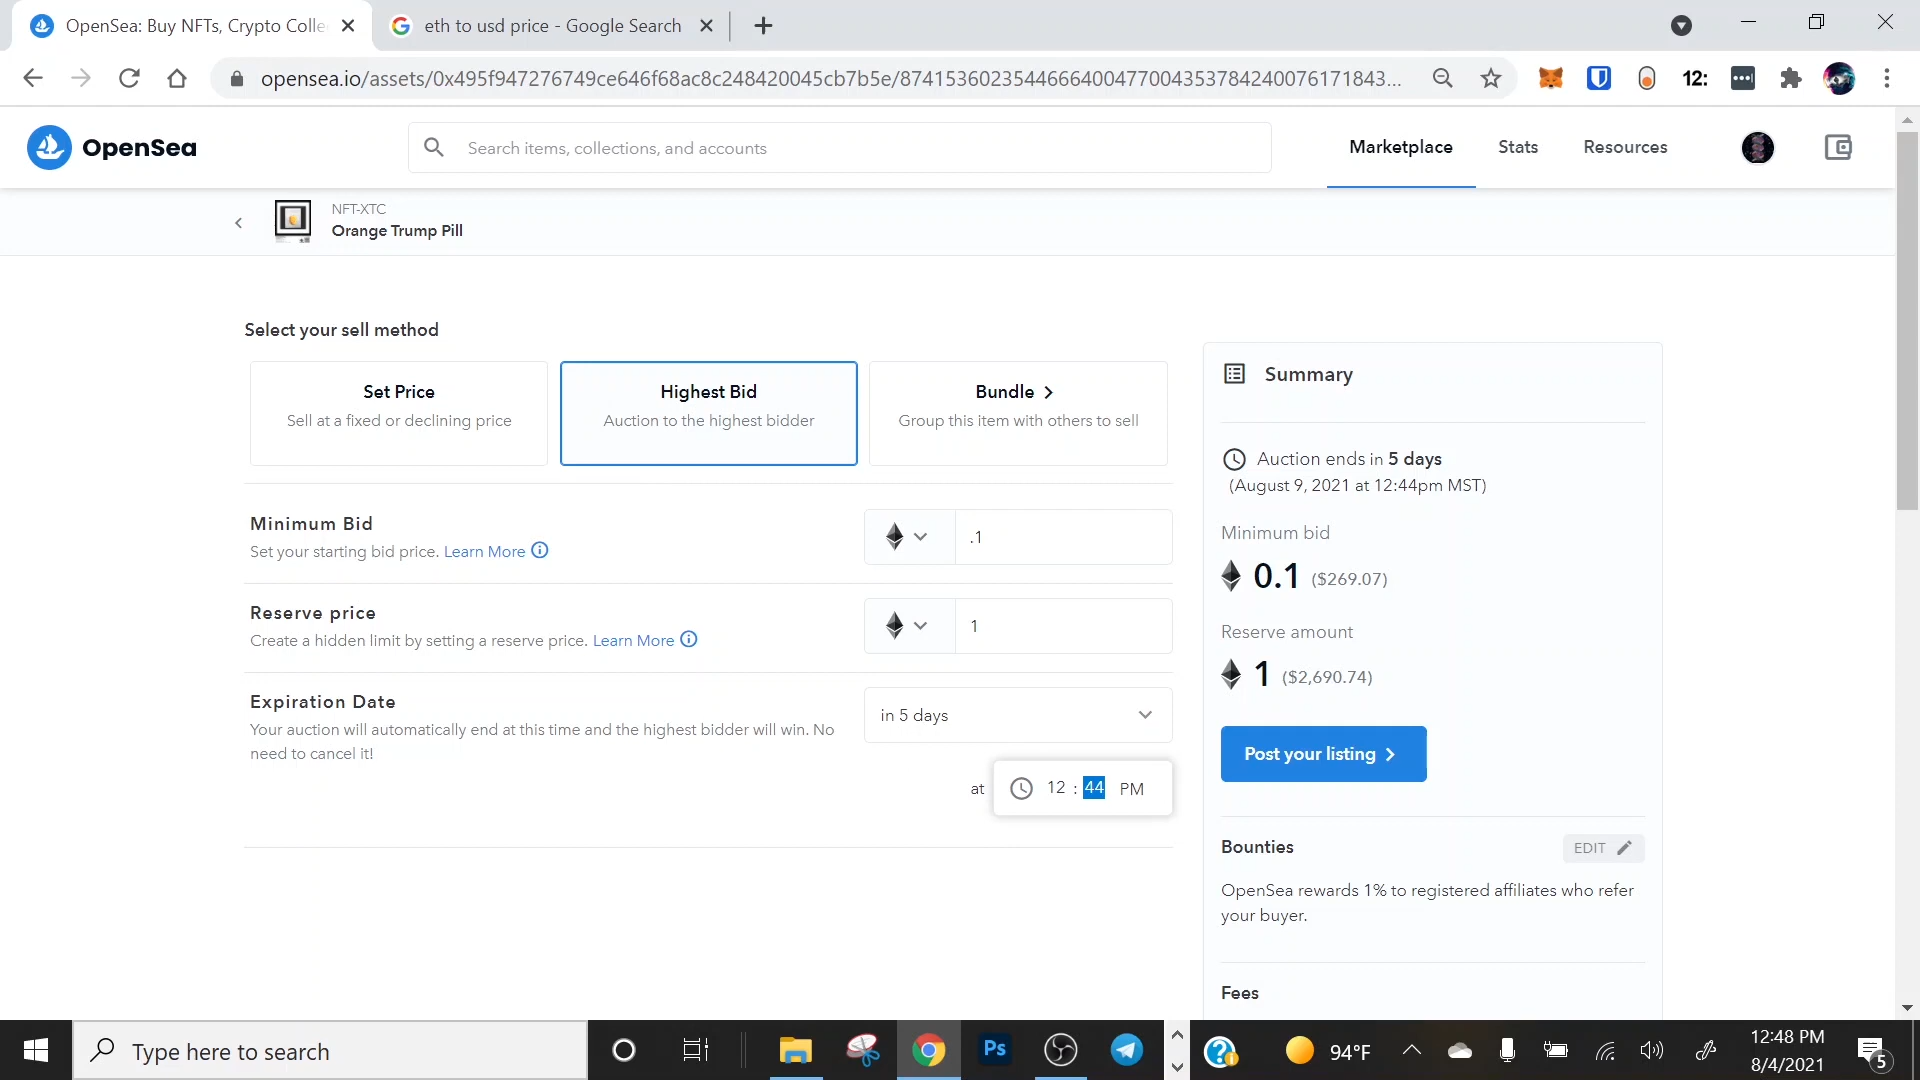 OpenSea: Buy NFTs, Crypto Colle
eth to usd price - Google Search
opensea.io/assets/0x495f947276749ce646f68ac8c248420045cb7b5e/874153602354466640047700435378424007617 1843...
12:
OpenSea
Search items, collections, and accounts
Marketplace
Stats
Resources
NFT-XTC
Orange Trump Pill
Select your sell method
Set Price
Sell at a fixed or declining price
Highest Bid
Auction to the highest bidder
Bundle >
Group this item with others to sell
Minimum Bid
Set your starting bid price. Learn More
.1
Reserve price
Create a hidden limit by setting a reserve price. Learn More
1
Expiration Date
Your auction will automatically end at this time and the highest bidder will win. No
need to cancel it!
in 5 days
at 12 : 44 PM
Summary
Auction ends in 5 days
(August 9, 2021 at 12:44pm MST)
Minimum bid
0.1 ($269.07)
Reserve amount
1 ($2,690.74)
Post your listing >
Bounties
EDIT
OpenSea rewards 1% to registered affiliates who refer
your buyer.
Fees
Type here to search
Ps
94°F
12:48 PM
8/4/2021
5